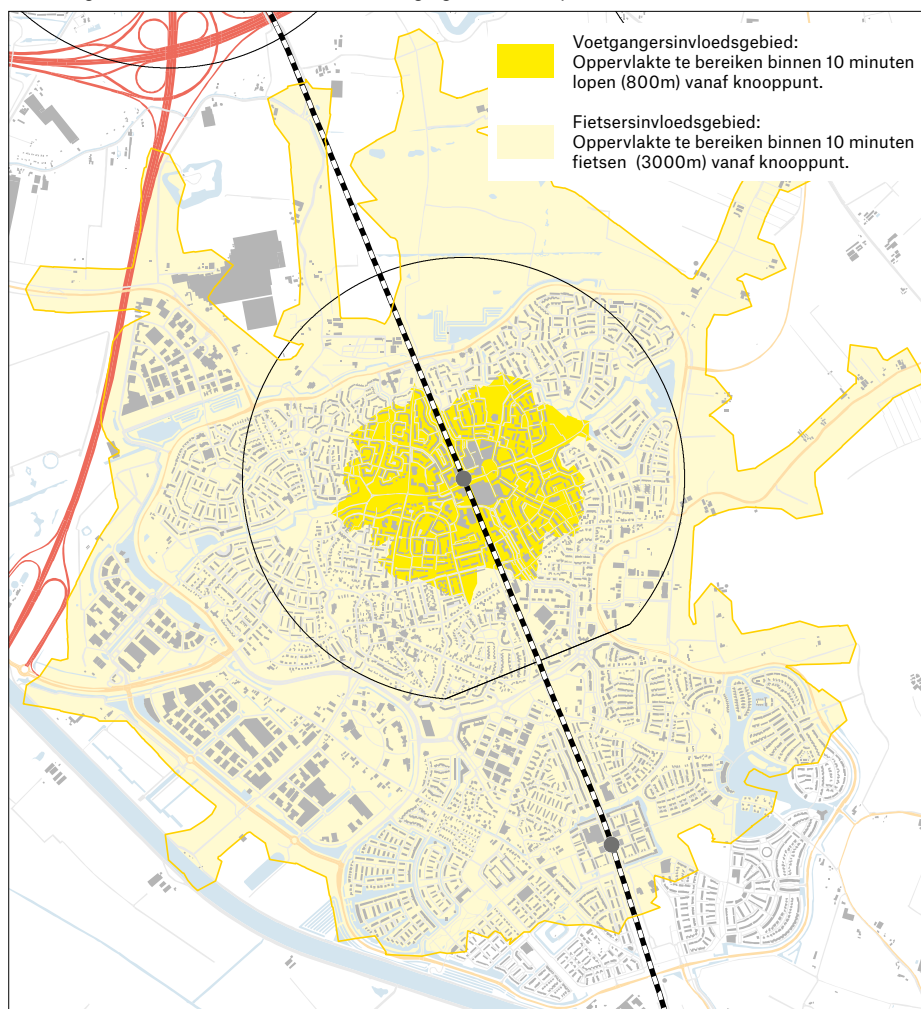 Voetgangersinvloedsgebied:
Oppervlakte te bereiken binnen 10 minuten
lopen (800m) vanaf knooppunt.
Fietsersinvloedsgebied:
Oppervlakte te bereiken binnen 10 minuten
fietsen (3000m) vanaf knooppunt.